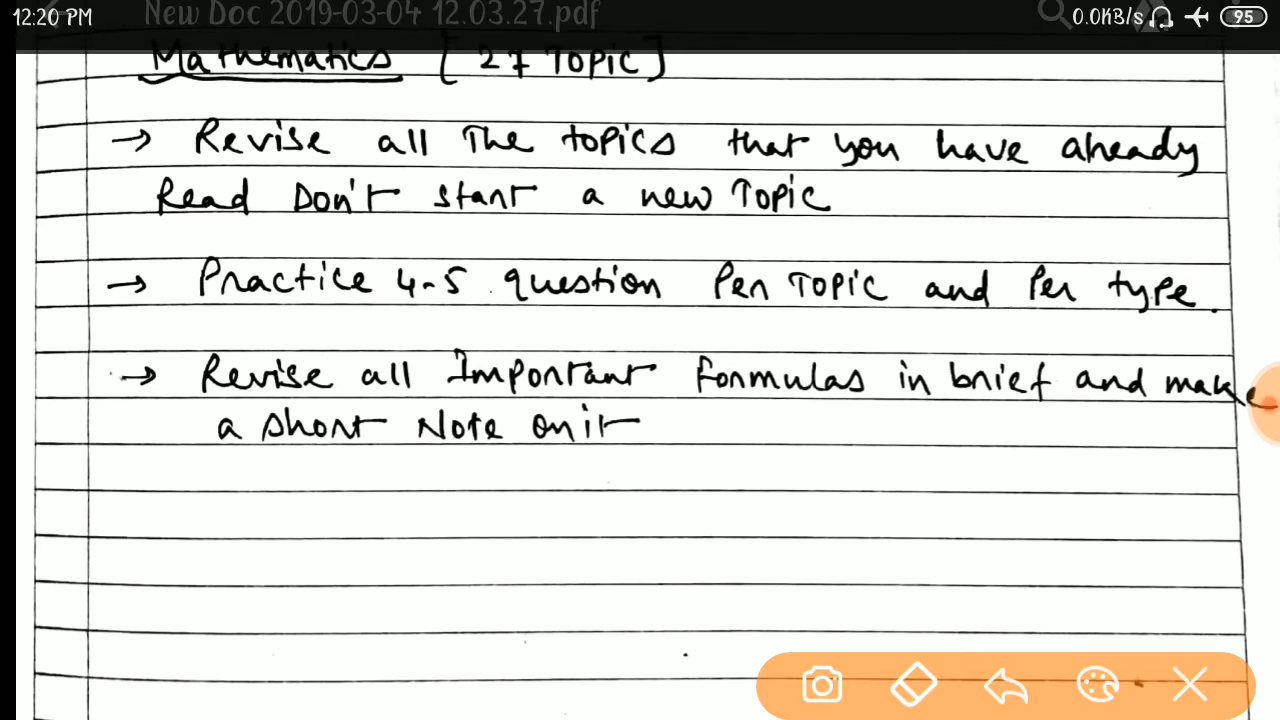 12:20 PM New Doc 2019-03-04 12.03.27.pdf 0.0KB/s 95
Mathematics [27 Topic]
→ Revise all The topics that you have already
Read Don't start a new Topic
→ Practice 4-5 question Per Topic and Per type.
→ Revise all Important Formulas in brief and make
a short Note on it